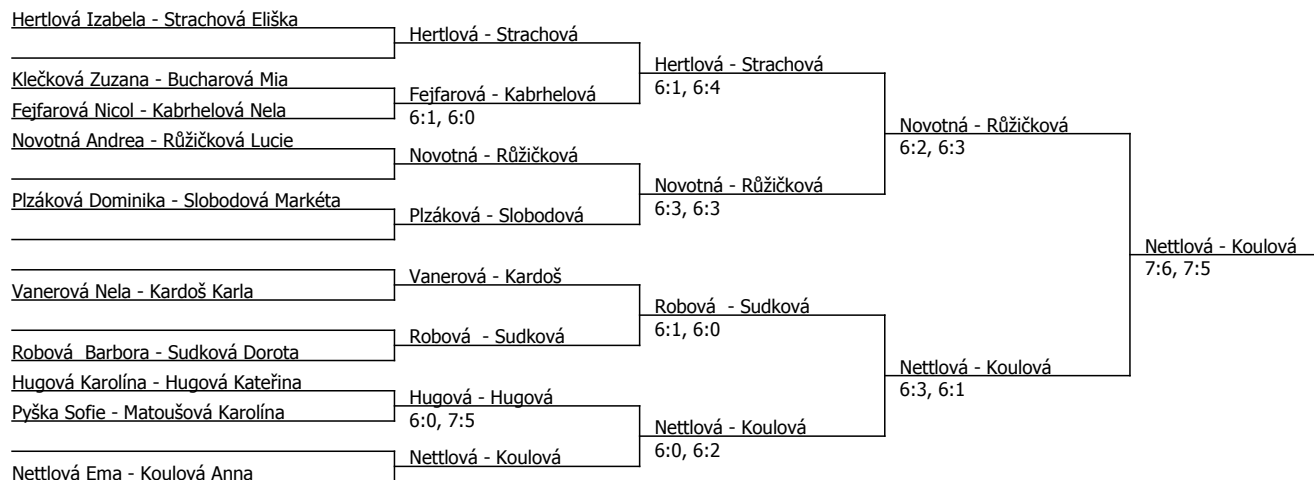 Hertlová Izabela - Strachová Eliška
Klečková Zuzana - Bucharová Mia
Fejfarová Nicol - Kabrhelová Nela
Novotná Andrea - Růžičková Lucie
Plzáková Dominika - Slobodová Markéta
Vanerová Nela - Kardoš Karla
Robová  Barbora - Sudková Dorota
Hugová Karolína - Hugová Kateřina
Pyška Sofie - Matoušová Karolína
Nettlová Ema - Koulová Anna
Hertlová - Strachová
Fejfarová - Kabrhelová
6:1, 6:0
Novotná - Růžičková
Plzáková - Slobodová
Vanerová - Kardoš
Robová  - Sudková
Hugová - Hugová
6:0, 7:5
Nettlová - Koulová
Hertlová - Strachová
6:1, 6:4
Novotná - Růžičková
6:3, 6:3
Robová  - Sudková
6:1, 6:0
Nettlová - Koulová
6:0, 6:2
Novotná - Růžičková
6:2, 6:3
Nettlová - Koulová
6:3, 6:1
Nettlová - Koulová
7:6, 7:5